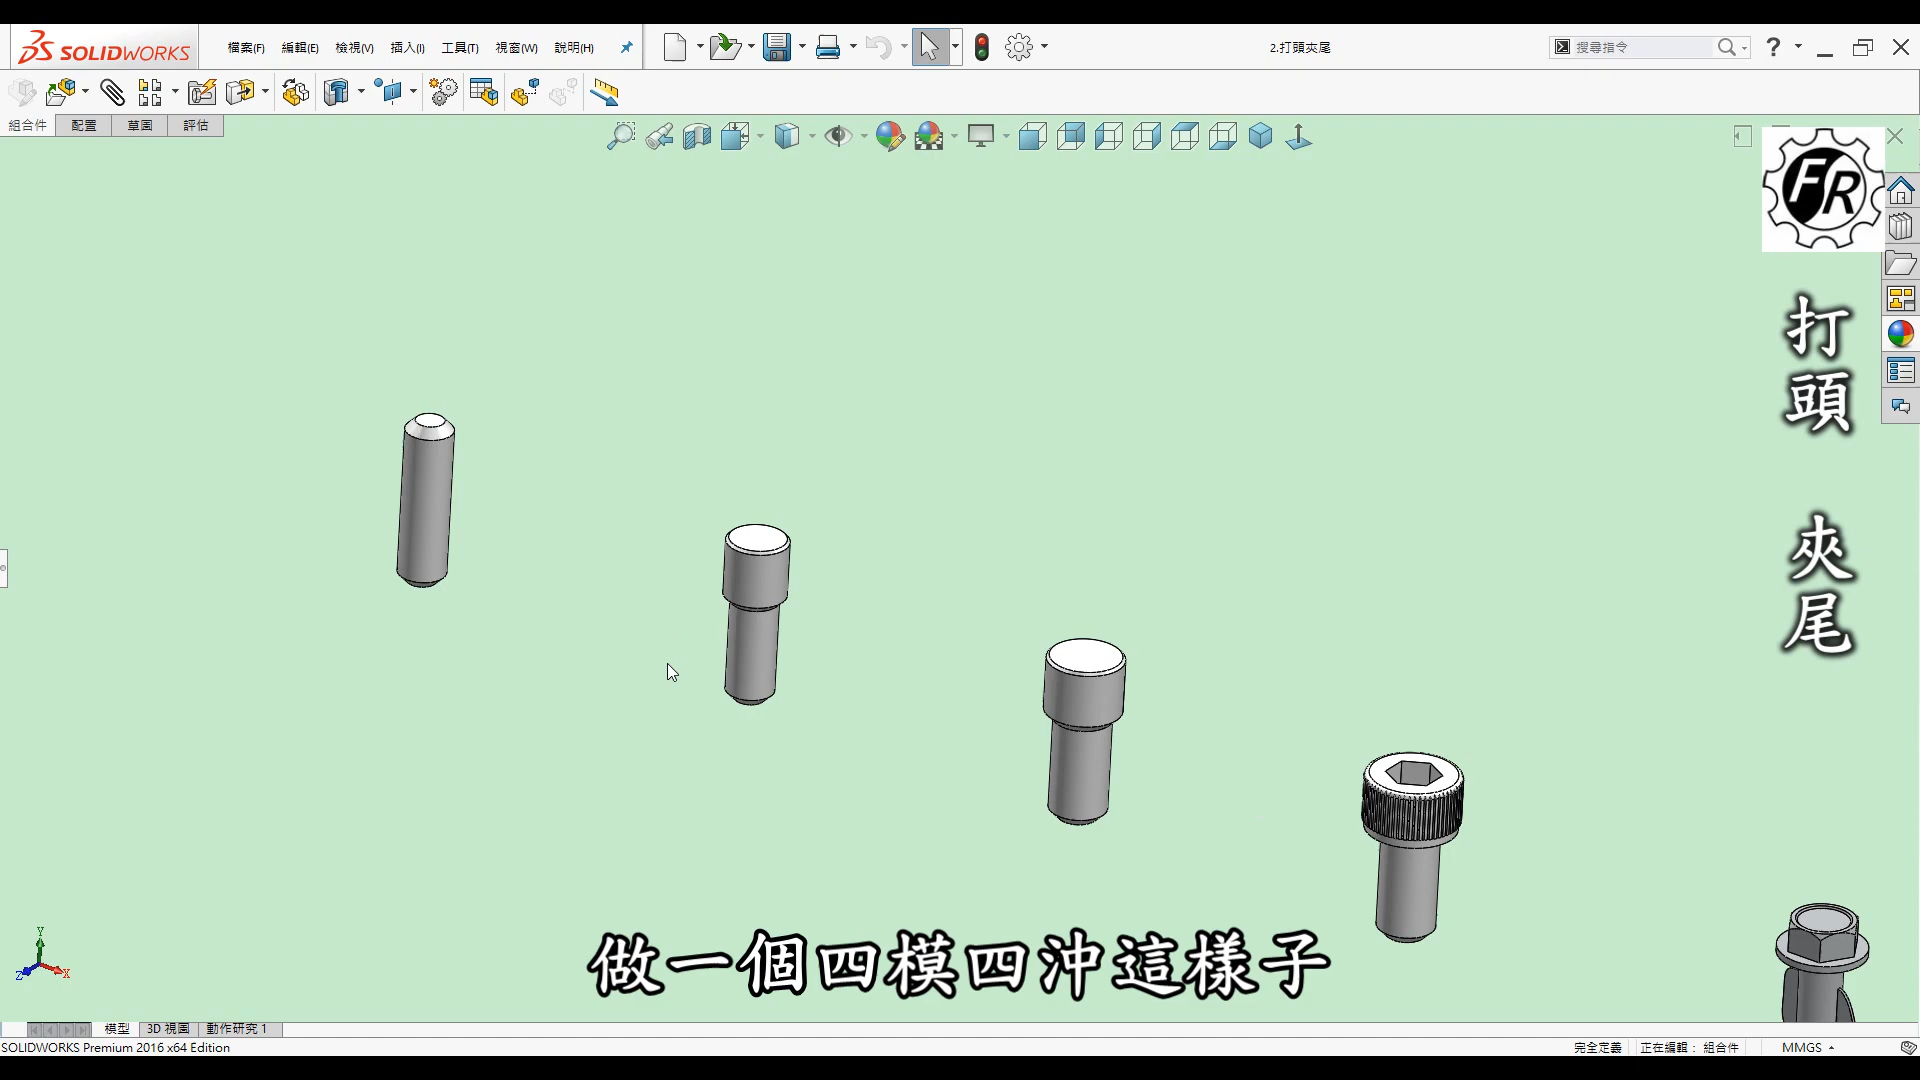 SOLIDWORKS
檔案(F) 編輯(E) 檢視(V) 插入(I) 工具(T) 視窗(W) 說明(H)
2.打頭夾尾
搜尋指令
?
組合件 配置 草圖 評估
FR
打頭
夾尾
做一個四模四沖這樣子
Y
Z
X
模型 3D 視圖 動作研究 1
SOLIDWORKS Premium 2016 x64 Edition
完全定義 正在編輯： 組合件 MMGS